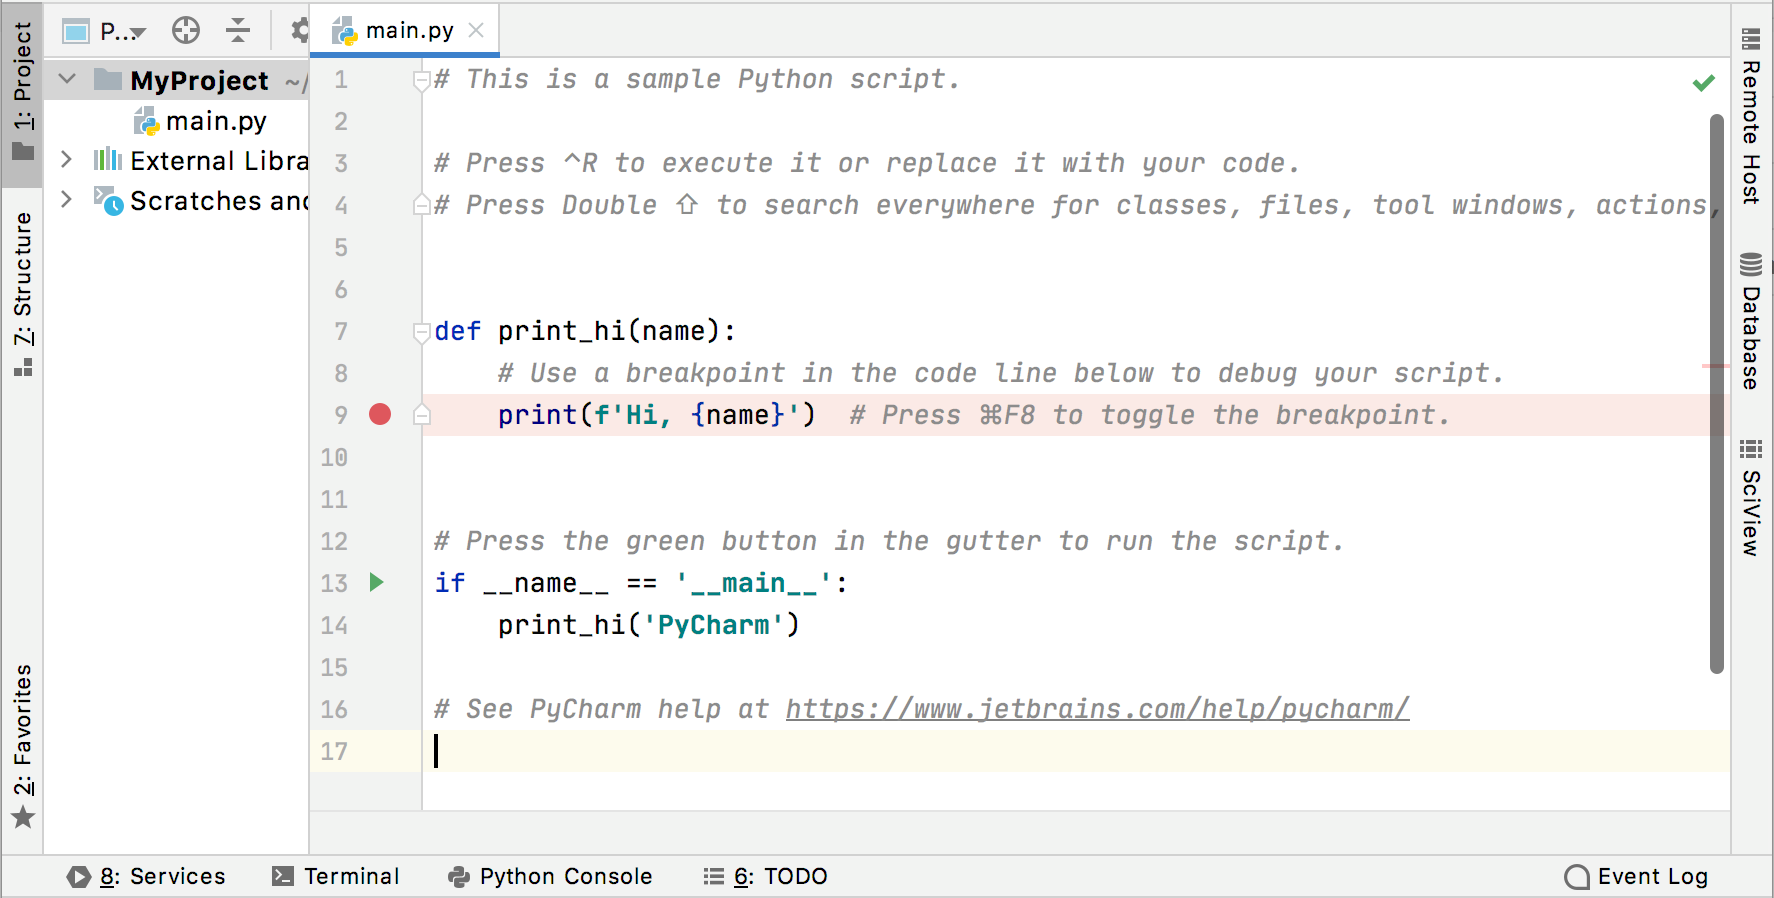 1: Project
7: Structure
2: Favorites
P...
MyProject ~/
main.py
External Libra
Scratches and
main.py
1 # This is a sample Python script.
2
3 # Press ^R to execute it or replace it with your code.
4 # Press Double ⇧ to search everywhere for classes, files, tool windows, actions,
5
6
7 def print_hi(name):
8     # Use a breakpoint in the code line below to debug your script.
9     print(f'Hi, {name}')  # Press ⌘F8 to toggle the breakpoint.
10
11
12 # Press the green button in the gutter to run the script.
13 if __name__ == '__main__':
14     print_hi('PyCharm')
15
16 # See PyCharm help at https://www.jetbrains.com/help/pycharm/
17
Remote Host
Database
SciView
8: Services
Terminal
Python Console
6: TODO
Event Log